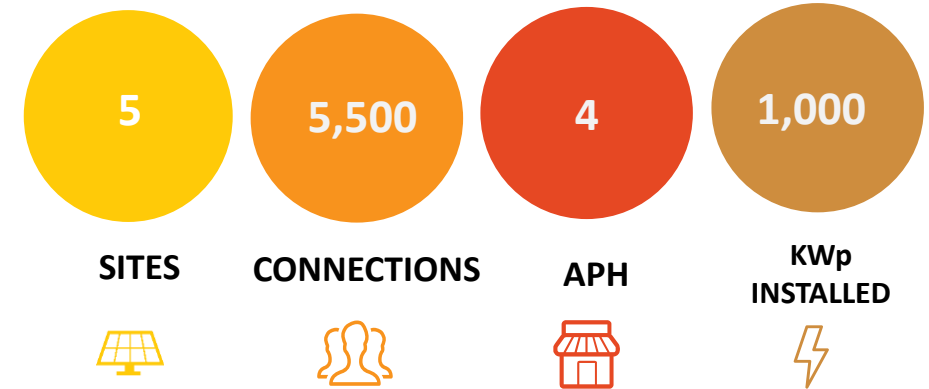 5
5,500
4
1,000
SITES
CONNECTIONS
APH
KWp
INSTALLED